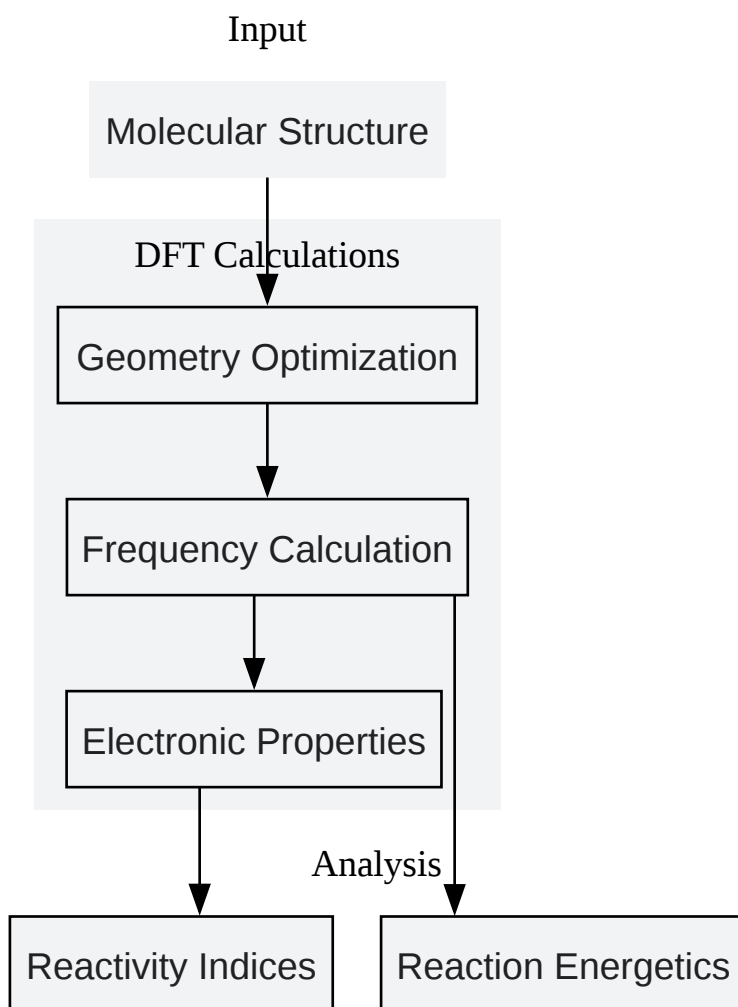 Input
Molecular Structure
DFT Calculations
Geometry Optimization
Frequency Calculation
Electronic Properties
Analysis
Reactivity Indices
Reaction Energetics